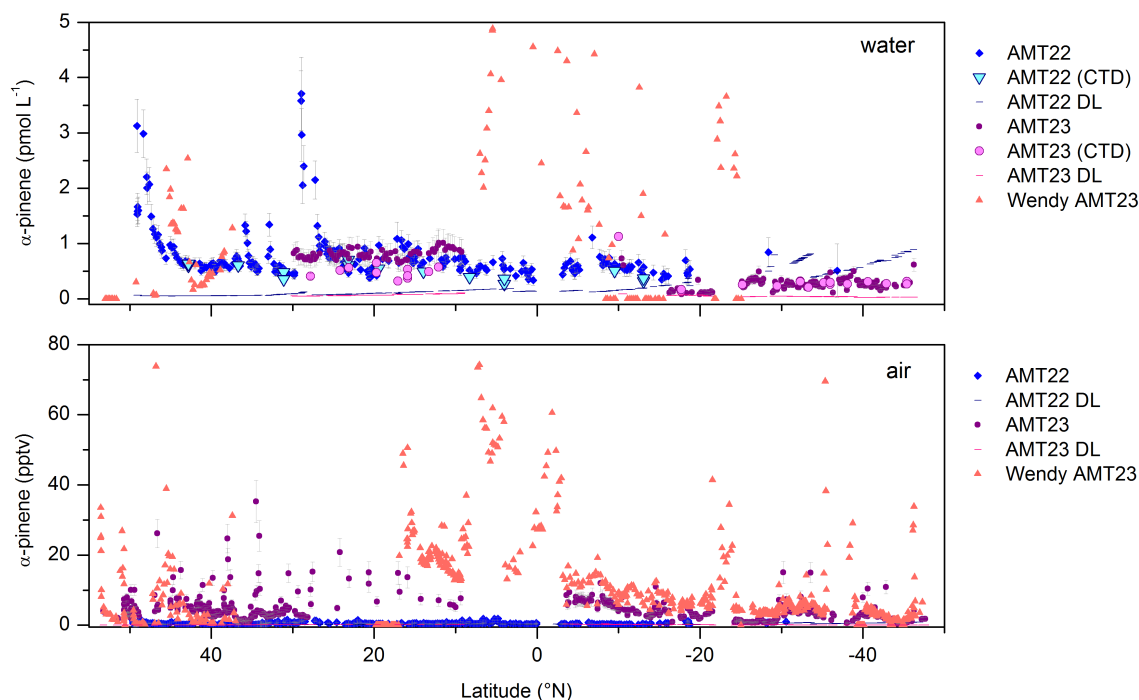 5
4
3
2
1
0
α-pinene (pmol L⁻¹)
water
AMT22
AMT22 (CTD)
AMT22 DL
AMT23
AMT23 (CTD)
AMT23 DL
Wendy AMT23
80
60
40
20
0
α-pinene (pptv)
air
AMT22
AMT22 DL
AMT23
AMT23 DL
Wendy AMT23
40 20 0 -20 -40
Latitude (°N)